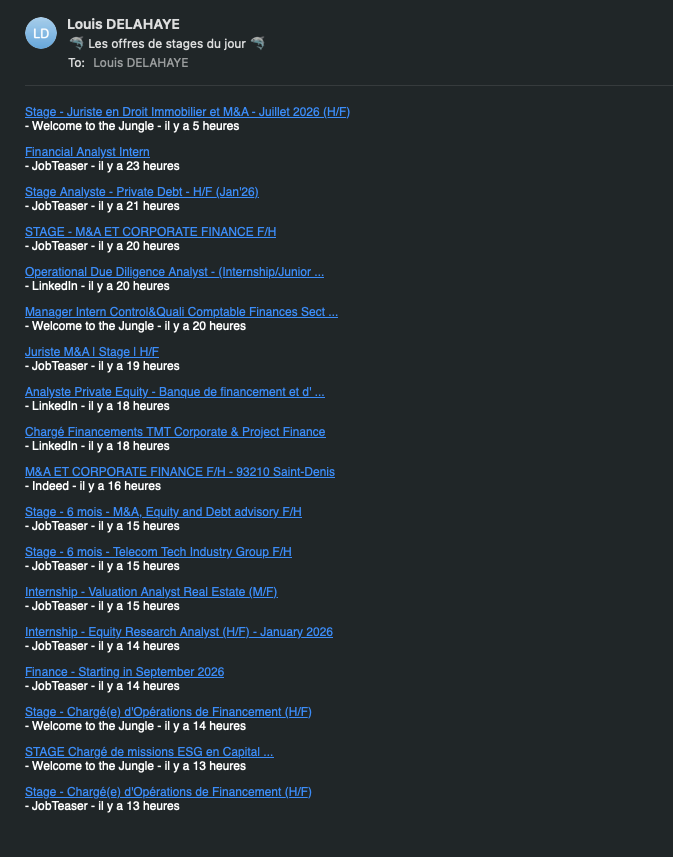 LD
Louis DELAHAYE
🐬 Les offres de stages du jour 🐬
To: Louis DELAHAYE
Stage - Juriste en Droit Immobilier et M&A - Juillet 2026 (H/F)
- Welcome to the Jungle - il y a 5 heures
Financial Analyst Intern
- JobTeaser - il y a 23 heures
Stage Analyste - Private Debt - H/F (Jan'26)
- JobTeaser - il y a 21 heures
STAGE - M&A ET CORPORATE FINANCE F/H
- JobTeaser - il y a 20 heures
Operational Due Diligence Analyst - (Internship/Junior ...
- LinkedIn - il y a 20 heures
Manager Intern Control&Quali Comptable Finances Sect ...
- Welcome to the Jungle - il y a 20 heures
Juriste M&A l Stage l H/F
- JobTeaser - il y a 19 heures
Analyste Private Equity - Banque de financement et d' ...
- LinkedIn - il y a 18 heures
Chargé Financements TMT Corporate & Project Finance
- LinkedIn - il y a 18 heures
M&A ET CORPORATE FINANCE F/H - 93210 Saint-Denis
- Indeed - il y a 16 heures
Stage - 6 mois - M&A, Equity and Debt advisory F/H
- JobTeaser - il y a 15 heures
Stage - 6 mois - Telecom Tech Industry Group F/H
- JobTeaser - il y a 15 heures
Internship - Valuation Analyst Real Estate (M/F)
- JobTeaser - il y a 15 heures
Internship - Equity Research Analyst (H/F) - January 2026
- JobTeaser - il y a 14 heures
Finance - Starting in September 2026
- JobTeaser - il y a 14 heures
Stage - Chargé(e) d'Opérations de Financement (H/F)
- Welcome to the Jungle - il y a 14 heures
STAGE Chargé de missions ESG en Capital ...
- Welcome to the Jungle - il y a 13 heures
Stage - Chargé(e) d'Opérations de Financement (H/F)
- JobTeaser - il y a 13 heures